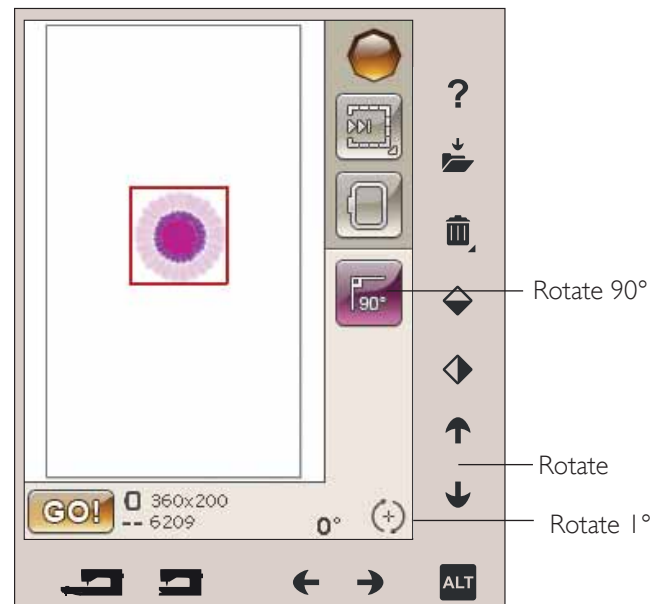 ?
90°
Rotate 90°
Rotate
GO!
360x200
-- 6209
0°
Rotate 1°
ALT